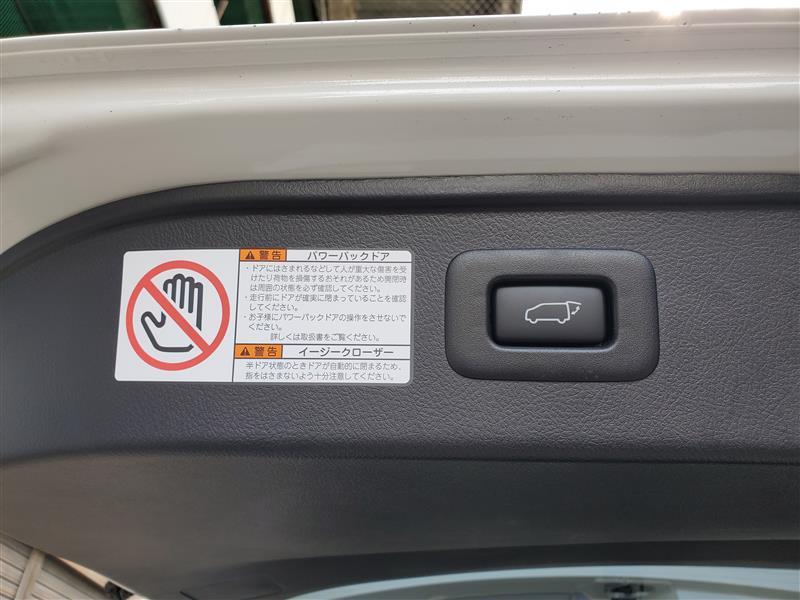 警告 パワーバックドア
・ドアにはさまれるなどして人が重大な傷害を受
けたり荷物を損傷するおそれがあるため開閉時
は周囲の状態を必ず確認してください。
・走行前にドアが確実に閉まっていることを確認
してください。
・お子様にパワーバックドアの操作をさせないで
ください。
詳しくは取扱書をご覧ください。
警告 イージークローザー
半ドア状態のときドアが自動的に閉まるため、
指をはさまないよう十分注意してください。